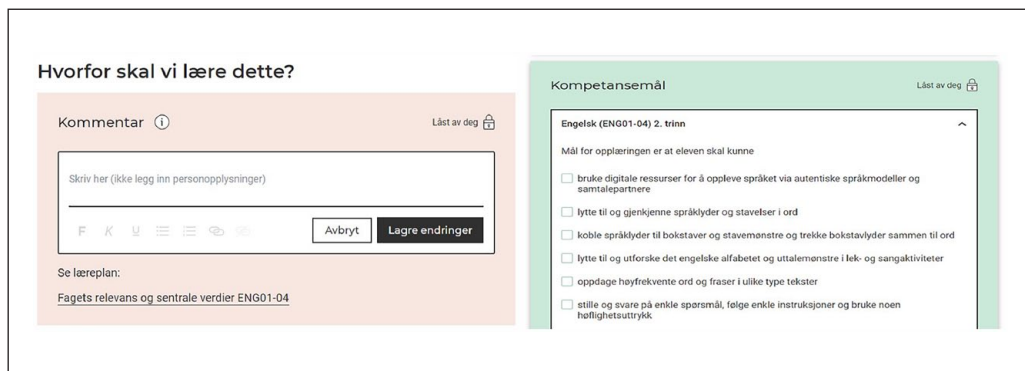 Hvorfor skal vi lære dette?
Kommentar
Låst av deg
Skriv her (ikke legg inn personopplysninger)
F K U
Avbryt
Lagre endringer
Se læreplan:
Fagets relevans og sentrale verdier ENG01-04
Kompetansemål
Låst av deg
Engelsk (ENG01-04) 2. trinn
Mål for opplæringen er at eleven skal kunne
bruke digitale ressurser for å oppleve språket via autentiske språkmodeller og
samtalepartnere
lytte til og gjenkjenne språklyder og stavelser i ord
koble språklyder til bokstaver og stavemønstre og trekke bokstavlyder sammen til ord
lytte til og utforske det engelske alfabetet og uttalemønstre i lek- og sangaktiviteter
oppdage høyfrekvente ord og fraser i ulike type tekster
stille og svare på enkle spørsmål, følge enkle instruksjoner og bruke noen
høflighetsuttrykk